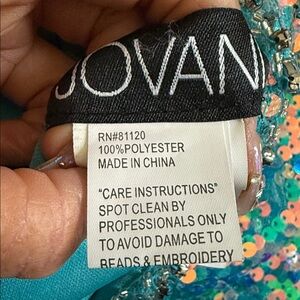 JOVAN
RN#81120
100%POLYESTER
MADE IN CHINA
"CARE INSTRUCTIONS"
SPOT CLEAN BY
PROFESSIONALS ONLY
TO AVOID DAMAGE TO
BEADS & EMBROIDERY